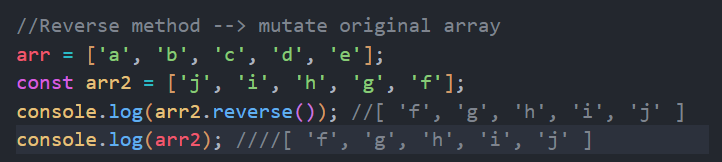 //Reverse method --> mutate original array
arr = ['a', 'b', 'c', 'd', 'e'];
const arr2 = ['j', 'i', 'h', 'g', 'f'];
console.log(arr2.reverse()); //[ 'f', 'g', 'h', 'i', 'j' ]
console.log(arr2); ////[ 'f', 'g', 'h', 'i', 'j' ]